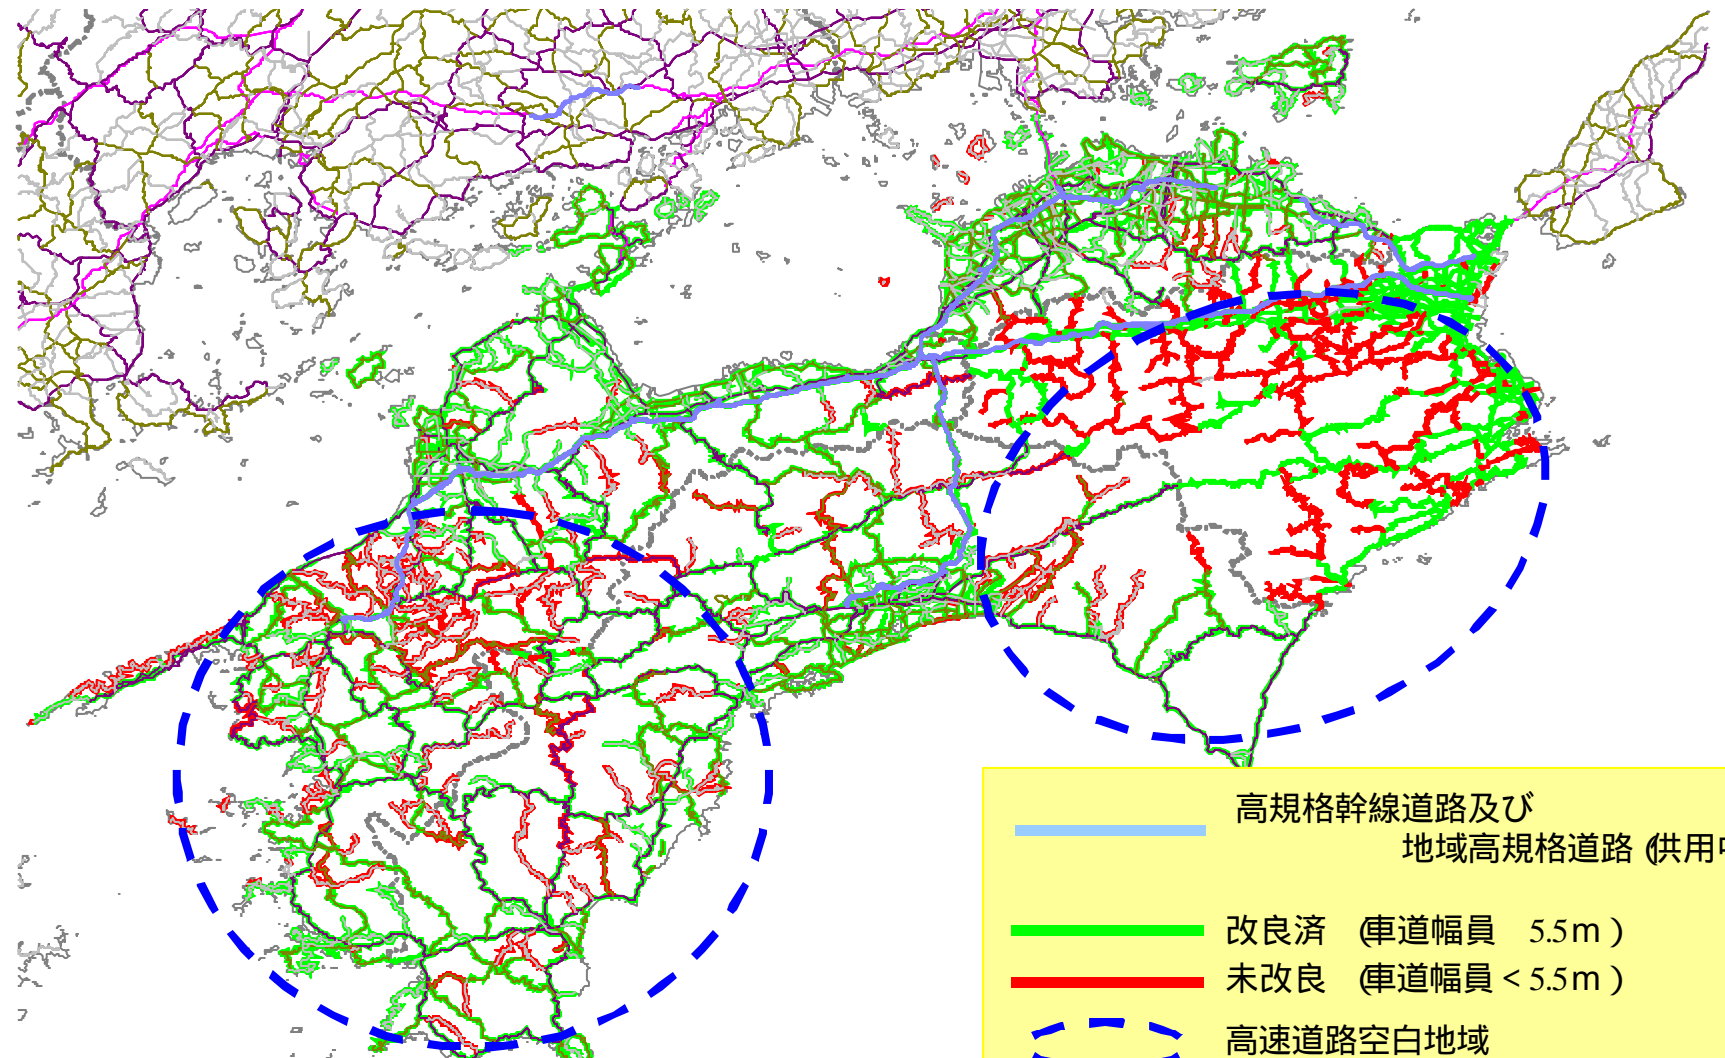 高規格幹線道路及び
地域高規格道路 (供用中
改良済 (車道幅員 5.5m )
未改良 (車道幅員 < 5.5m )
高速道路空白地域